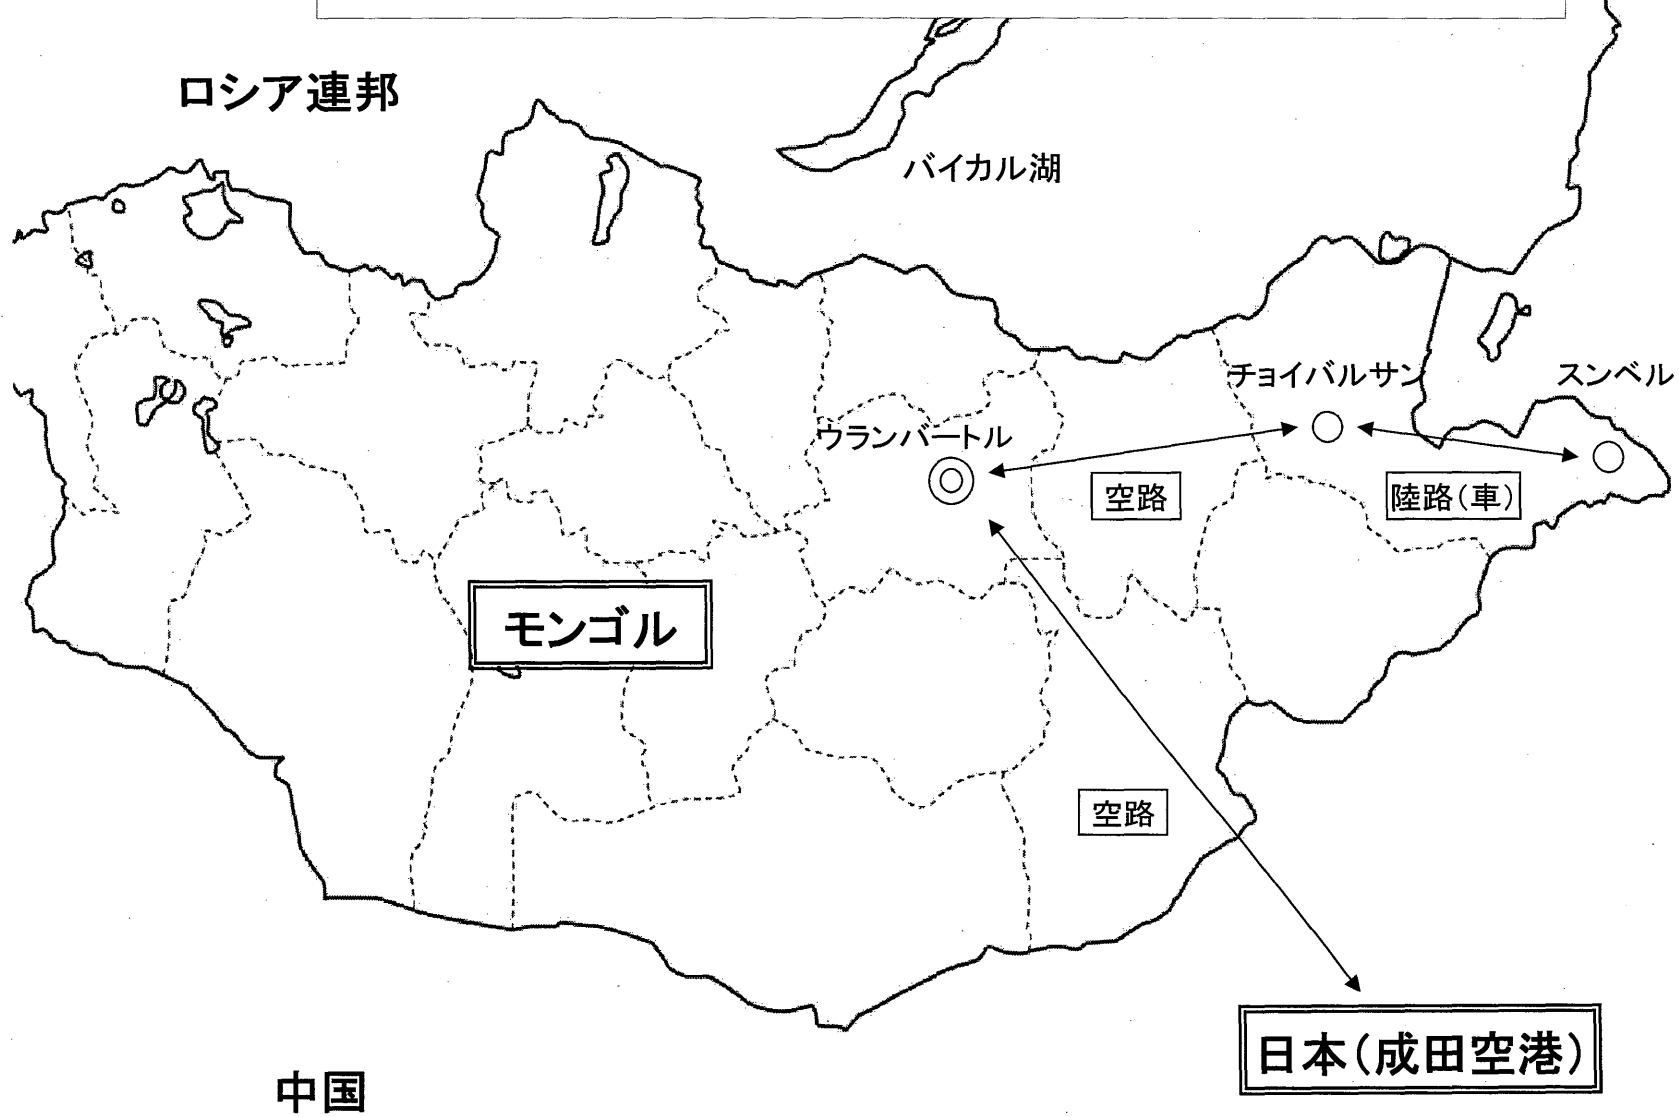 ロシア連邦
バイカル湖
チョイバルサン
スンベル
ウランバートル
空路
陸路(車)
モンゴル
空路
日本(成田空港)
中国